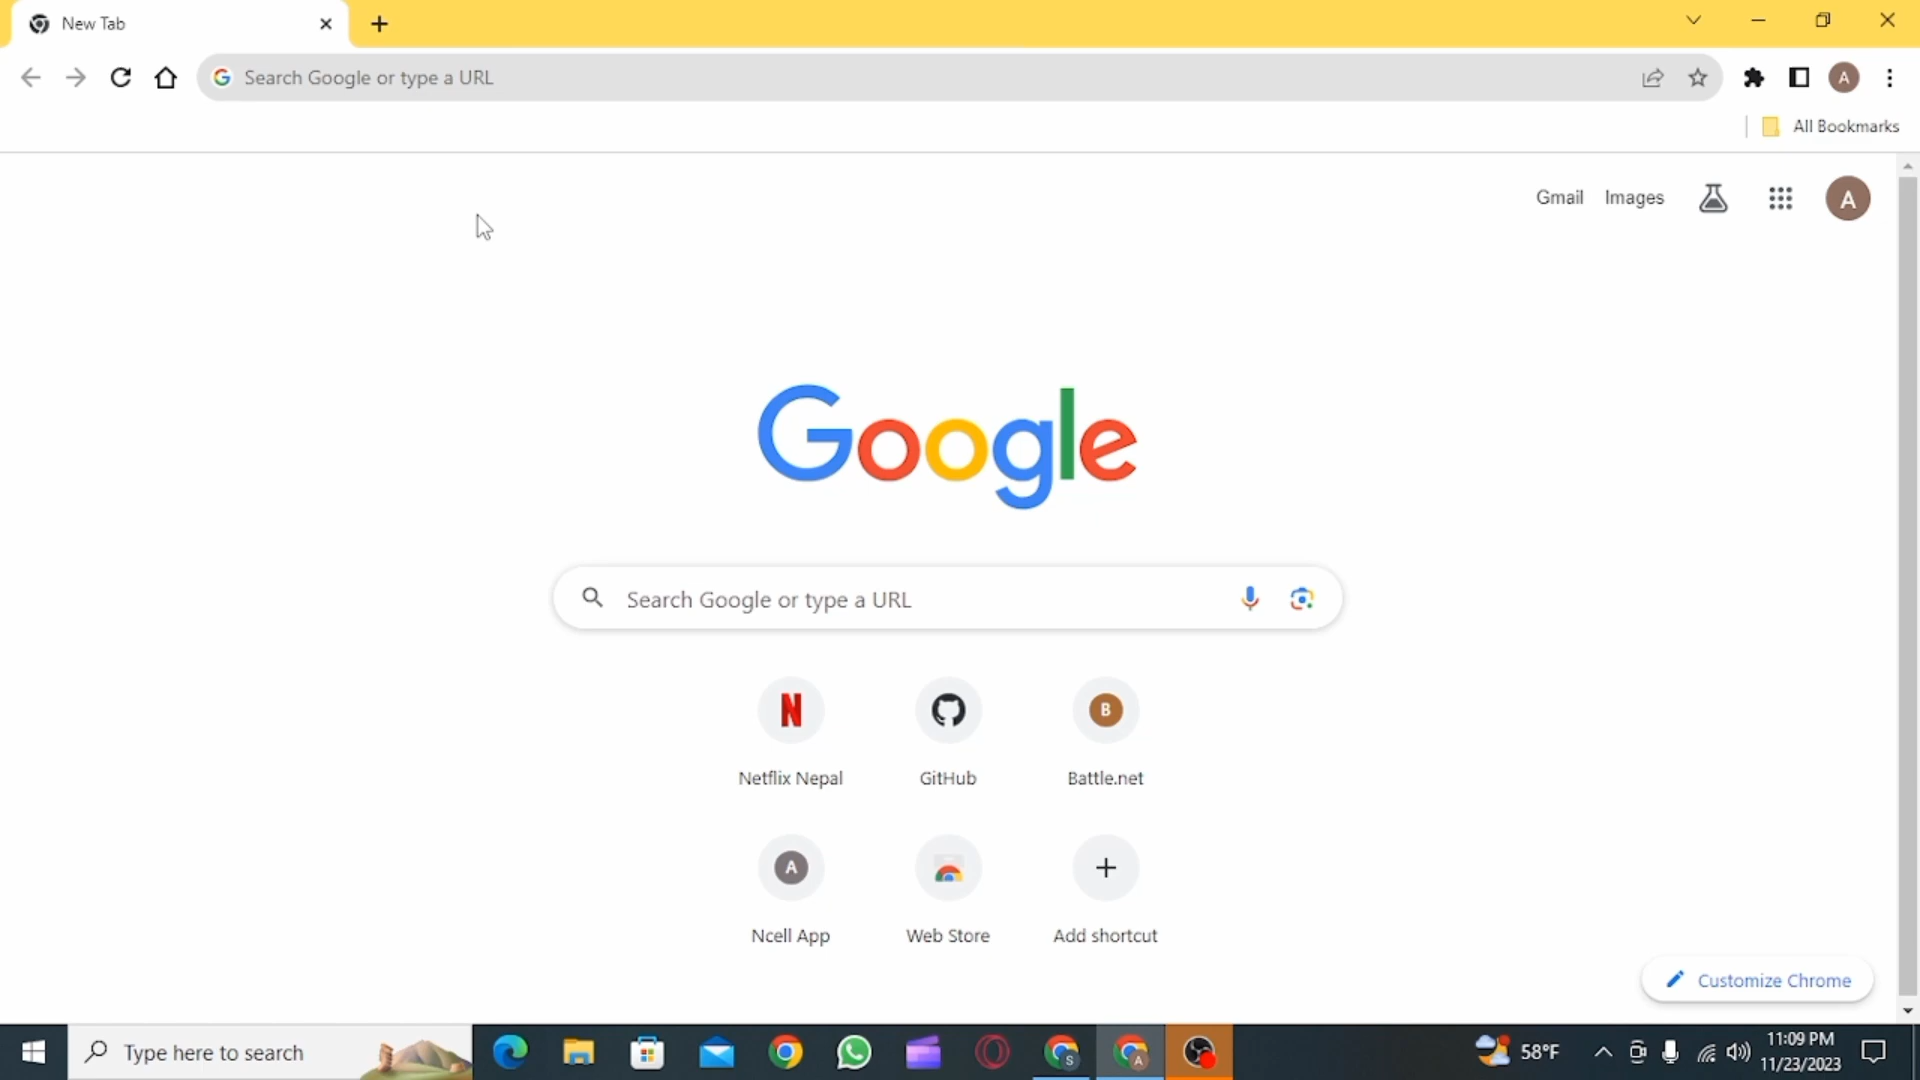 New Tab
Search Google or type a URL
A
All Bookmarks
Gmail Images
A
Google
Search Google or type a URL
N B
Netflix Nepal GitHub Battle.net
A
Ncell App Web Store Add shortcut
Customize Chrome
Type here to search
S A
58°F
11:09 PM
11/23/2023